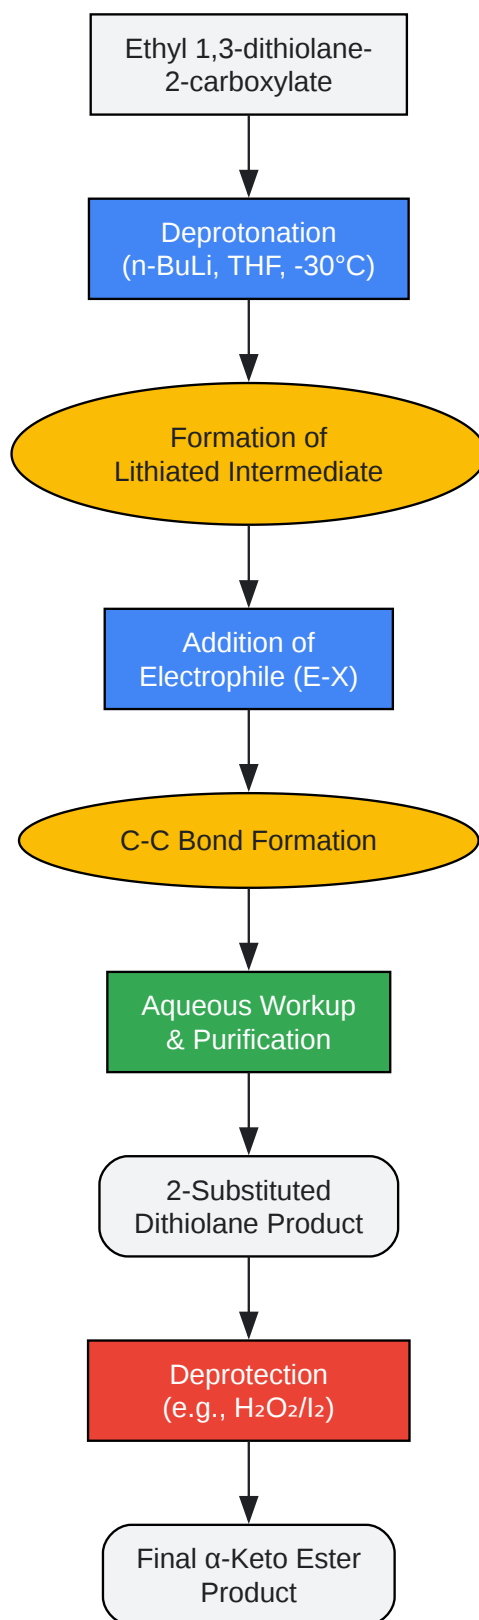 Ethyl 1,3-dithiolane-
2-carboxylate
Deprotonation
(n-BuLi, THF, -30°C)
Formation of
Lithiated Intermediate
Addition of
Electrophile (E-X)
C-C Bond Formation
Aqueous Workup
& Purification
2-Substituted
Dithiolane Product
Deprotection
(e.g., H₂O₂/I₂)
Final α-Keto Ester
Product